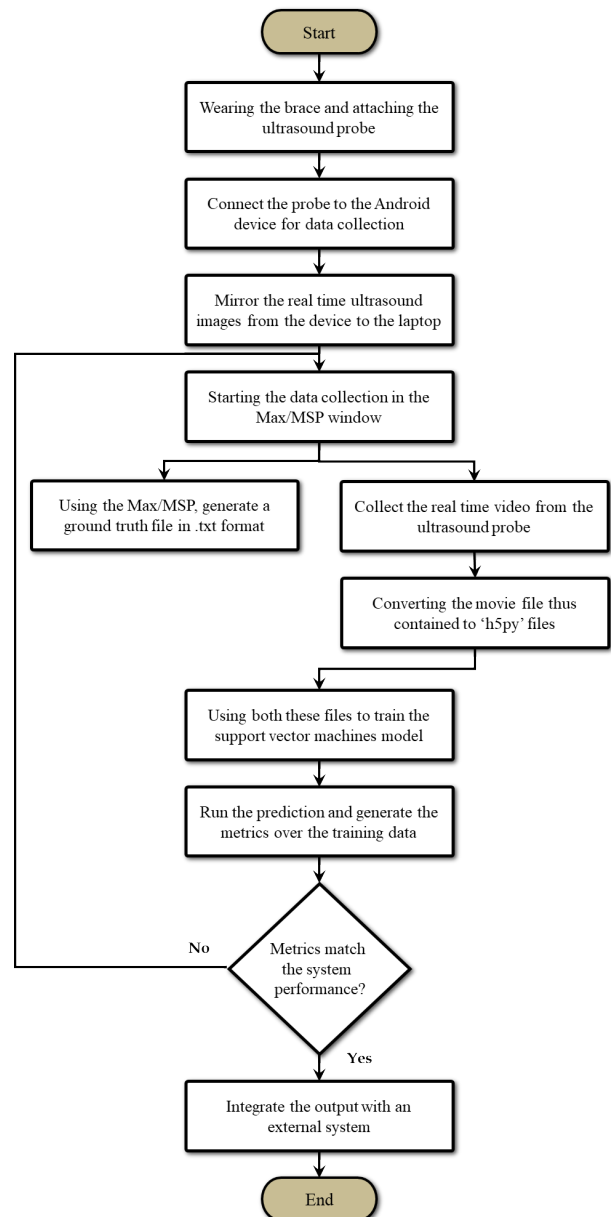 Start
Wearing the brace and attaching the
ultrasound probe
Connect the probe to the Android
device for data collection
Mirror the real time ultrasound
images from the device to the laptop
Starting the data collection in the
Max/MSP window
Using the Max/MSP, generate a
ground truth file in .txt format
Collect the real time video from the
ultrasound probe
Converting the movie file thus
contained to ‘h5py’ files
Using both these files to train the
support vector machines model
Run the prediction and generate the
metrics over the training data
No
Metrics match
the system
performance?
Yes
Integrate the output with an
external system
End